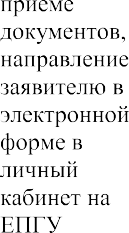 приеме
документов,
направление
заявителю в
электронной
форме в
личный
кабинет на
ЕПГУ